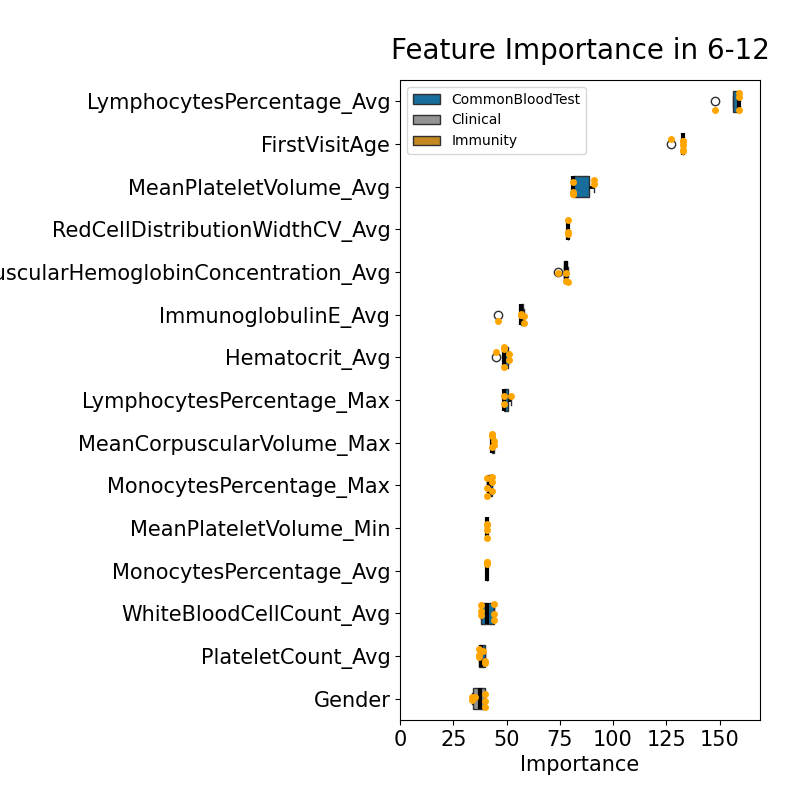 Feature Importance in 6-12
LymphocytesPercentage_Avg
FirstVisitAge
MeanPlateletVolume_Avg
RedCellDistributionWidthCV_Avg
uscularHemoglobinConcentration_Avg
ImmunoglobulinE_Avg
Hematocrit_Avg
LymphocytesPercentage_Max
MeanCorpuscularVolume_Max
MonocytesPercentage_Max
MeanPlateletVolume_Min
MonocytesPercentage_Avg
WhiteBloodCellCount_Avg
PlateletCount_Avg
Gender
CommonBloodTest
Clinical
Immunity
0 25 50 75 100 125 150
Importance